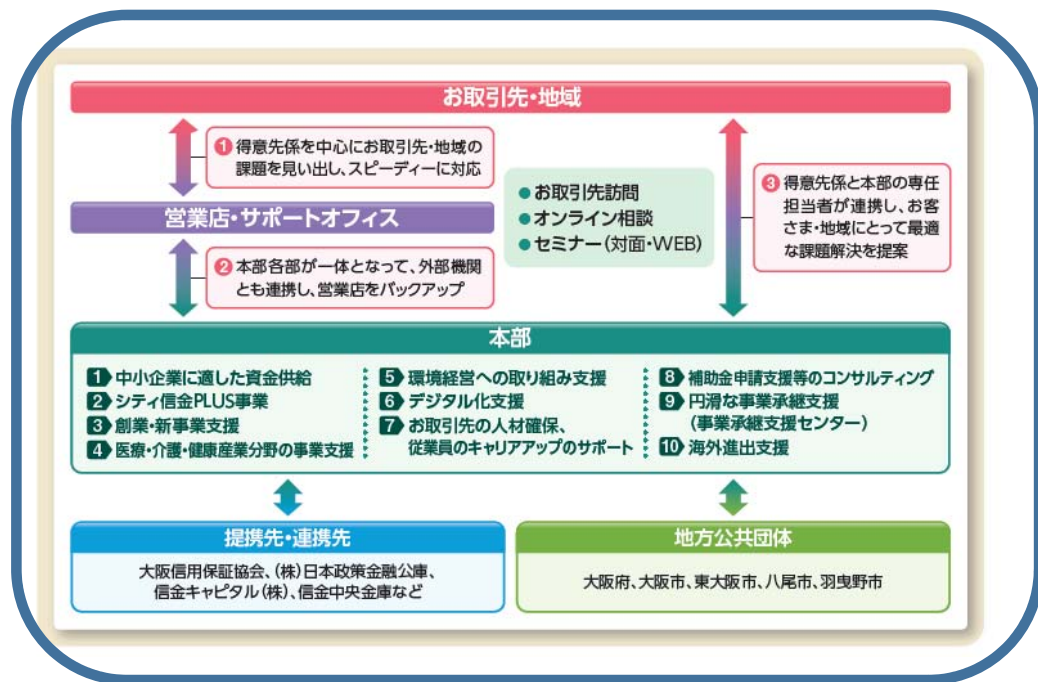 お取引先・地域
1 得意先係を中心にお取引先・地域の
課題を見い出し、スピーディーに対応
営業店・サポートオフィス
2 本部各部が一体となって、外部機関
とも連携し、営業店をバックアップ
● お取引先訪問
● オンライン相談
● セミナー(対面・WEB)
3 得意先係と本部の専任
担当者が連携し、お客
さま・地域にとって最適
な課題解決を提案
本部
1 中小企業に適した資金供給
2 シティ信金PLUS事業
3 創業・新事業支援
4 医療・介護・健康産業分野の事業支援
5 環境経営への取り組み支援
6 デジタル化支援
7 お取引先の人材確保、
従業員のキャリアアップのサポート
8 補助金申請支援等のコンサルティング
9 円滑な事業承継支援
(事業承継支援センター)
10 海外進出支援
提携先・連携先
大阪信用保証協会、(株)日本政策金融公庫、
信金キャピタル(株)、信金中央金庫など
地方公共団体
大阪府、大阪市、東大阪市、八尾市、羽曳野市